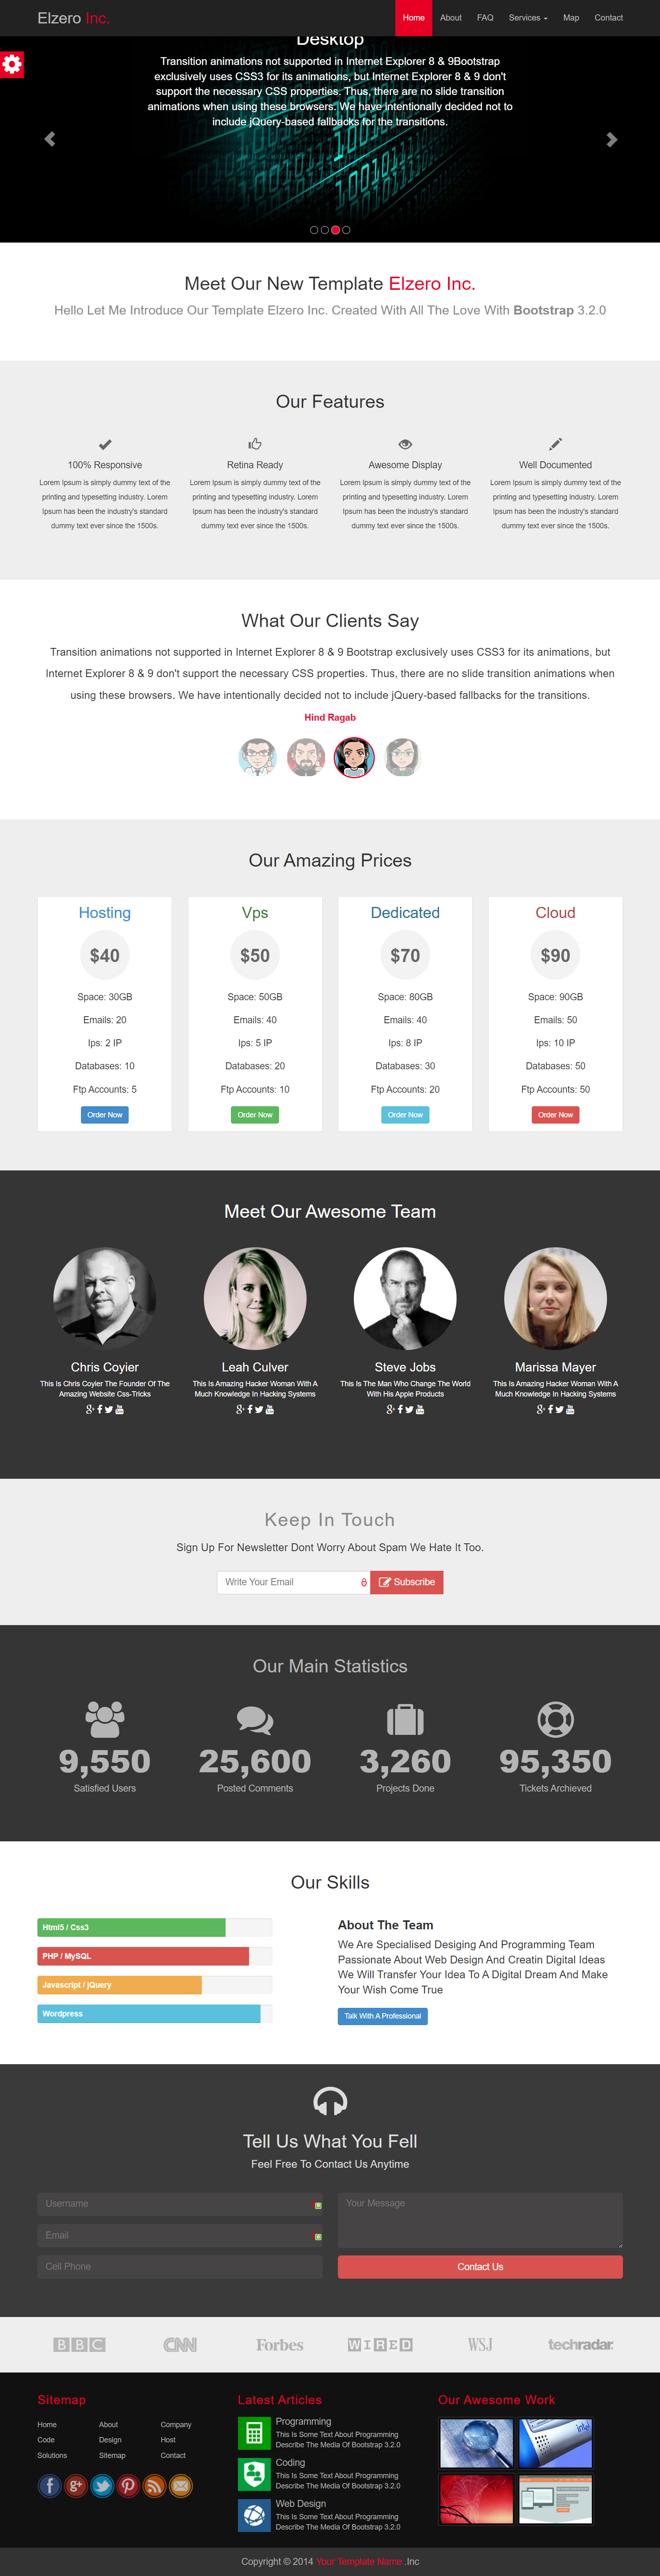 Elzero Inc.
Home About FAQ Services Map Contact
Desktop
Transition animations not supported in Internet Explorer 8 & 9Bootstrap
exclusively uses CSS3 for its animations, but Internet Explorer 8 & 9 don't
support the necessary CSS properties. Thus, there are no slide transition
animations when using these browsers. We have intentionally decided not to
include jQuery-based fallbacks for the transitions.
Meet Our New Template Elzero Inc.
Hello Let Me Introduce Our Template Elzero Inc. Created With All The Love With Bootstrap 3.2.0
Our Features
100% Responsive
Lorem Ipsum is simply dummy text of the
printing and typesetting industry. Lorem
Ipsum has been the industry's standard
dummy text ever since the 1500s.
Retina Ready
Lorem Ipsum is simply dummy text of the
printing and typesetting industry. Lorem
Ipsum has been the industry's standard
dummy text ever since the 1500s.
Awesome Display
Lorem Ipsum is simply dummy text of the
printing and typesetting industry. Lorem
Ipsum has been the industry's standard
dummy text ever since the 1500s.
Well Documented
Lorem Ipsum is simply dummy text of the
printing and typesetting industry. Lorem
Ipsum has been the industry's standard
dummy text ever since the 1500s.
What Our Clients Say
Transition animations not supported in Internet Explorer 8 & 9 Bootstrap exclusively uses CSS3 for its animations, but
Internet Explorer 8 & 9 don't support the necessary CSS properties. Thus, there are no slide transition animations when
using these browsers. We have intentionally decided not to include jQuery-based fallbacks for the transitions.
Hind Ragab
Our Amazing Prices
Hosting
$40
Space: 30GB
Emails: 20
Ips: 2 IP
Databases: 10
Ftp Accounts: 5
Order Now
Vps
$50
Space: 50GB
Emails: 40
Ips: 5 IP
Databases: 20
Ftp Accounts: 10
Order Now
Dedicated
$70
Space: 80GB
Emails: 40
Ips: 8 IP
Databases: 30
Ftp Accounts: 20
Order Now
Cloud
$90
Space: 90GB
Emails: 50
Ips: 10 IP
Databases: 50
Ftp Accounts: 50
Order Now
Meet Our Awesome Team
Chris Coyier
This Is Chris Coyier The Founder Of The
Amazing Website Css-Tricks
Leah Culver
This Is Amazing Hacker Woman With A
Much Knowledge In Hacking Systems
Steve Jobs
This Is The Man Who Change The World
With His Apple Products
Marissa Mayer
This Is Amazing Hacker Woman With A
Much Knowledge In Hacking Systems
Keep In Touch
Sign Up For Newsletter Dont Worry About Spam We Hate It Too.
Write Your Email
Subscribe
Our Main Statistics
9,550
Satisfied Users
25,600
Posted Comments
3,260
Projects Done
95,350
Tickets Archieved
Our Skills
Html5 / Css3
PHP / MySQL
Javascript / jQuery
Wordpress
About The Team
We Are Specialised Desiging And Programming Team
Passionate About Web Design And Creatin Digital Ideas
We Will Transfer Your Idea To A Digital Dream And Make
Your Wish Come True
Talk With A Professional
Tell Us What You Fell
Feel Free To Contact Us Anytime
Username
Email
Cell Phone
Your Message
Contact Us
BBC CNN Forbes WIRED WSJ techradar.
Sitemap
Home About Company
Code Design Host
Solutions Sitemap Contact
Latest Articles
Programming
This Is Some Text About Programming
Describe The Media Of Bootstrap 3.2.0
Coding
This Is Some Text About Programming
Describe The Media Of Bootstrap 3.2.0
Web Design
This Is Some Text About Programming
Describe The Media Of Bootstrap 3.2.0
Our Awesome Work
intel
Copyright © 2014 Your Template Name .Inc